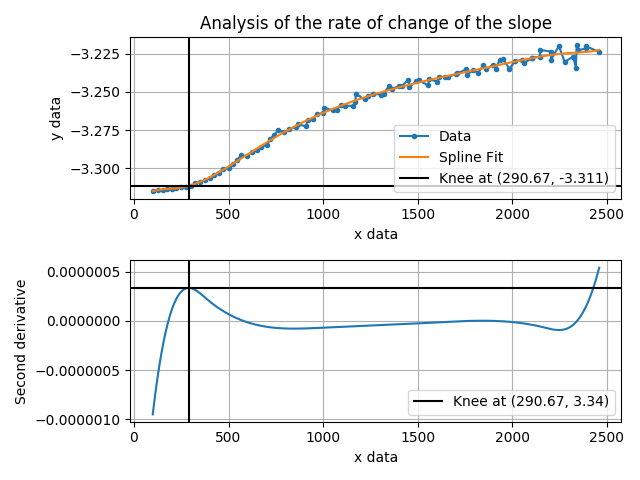 Analysis of the rate of change of the slope
y data
−3.225
−3.250
−3.275
−3.300
Data
Spline Fit
Knee at (290.67, -3.311)
0 500 1000 1500 2000 2500
x data
Second derivative
0.0000005
0.0000000
−0.0000005
−0.0000010
Knee at (290.67, 3.34)
0 500 1000 1500 2000 2500
x data